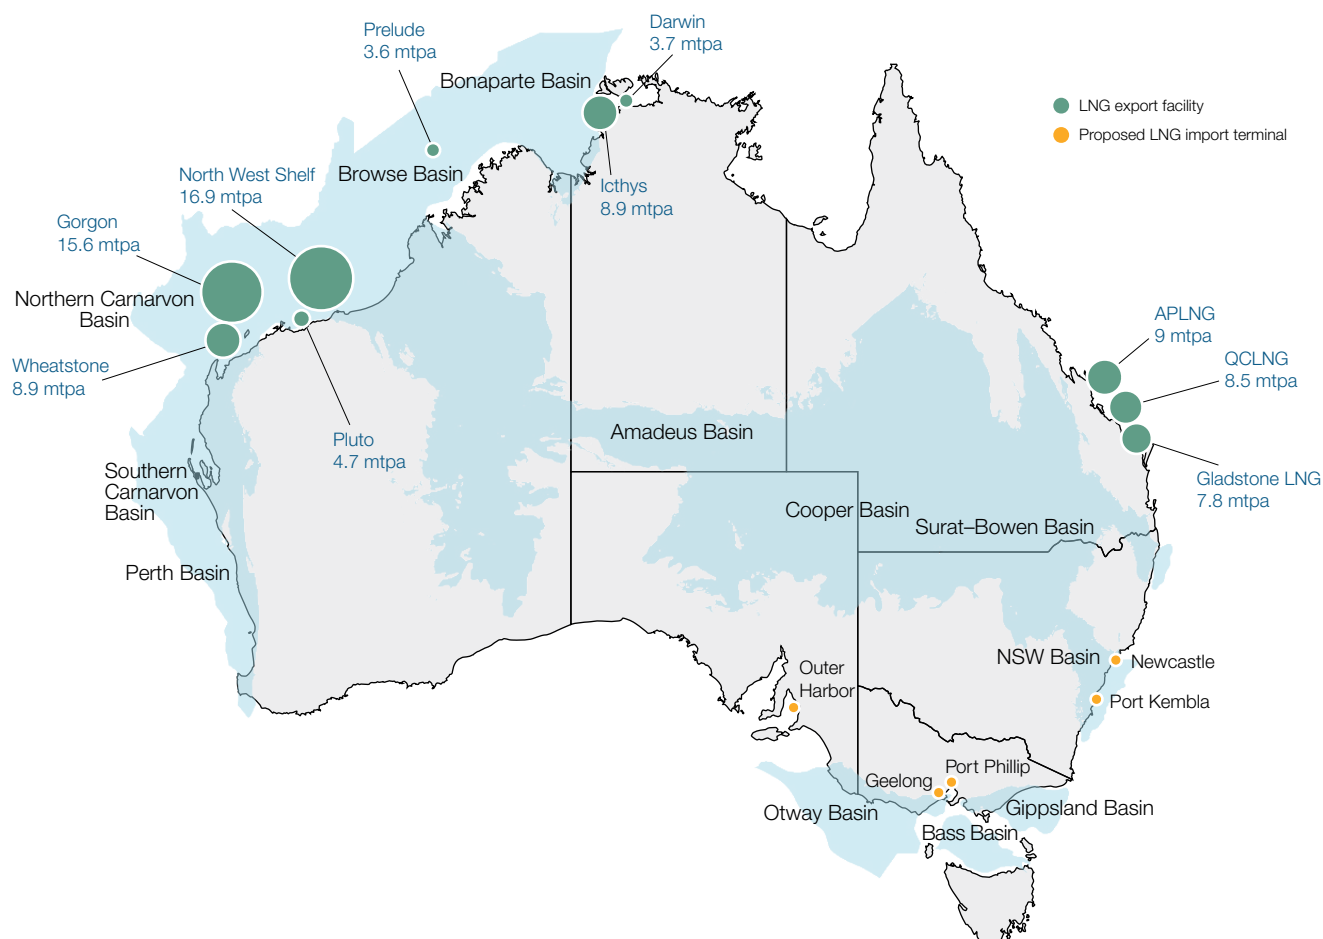 Darwin
3.7 mtpa
Prelude
3.6 mtpa
Bonaparte Basin
LNG export facility
Proposed LNG import terminal
Browse Basin
North West Shelf
16.9 mtpa
Icthys
8.9 mtpa
Gorgon
15.6 mtpa
Northern Carnarvon
Basin
APLNG
9 mtpa
QCLNG
8.5 mtpa
Wheatstone
8.9 mtpa
Pluto
4.7 mtpa
Amadeus Basin
Southern
Carnarvon
Basin
Gladstone LNG
7.8 mtpa
Cooper Basin
Surat–Bowen Basin
Perth Basin
NSW Basin
Newcastle
Outer
Harbor
Port Kembla
Port Phillip
Geelong
Otway Basin
Gippsland Basin
Bass Basin